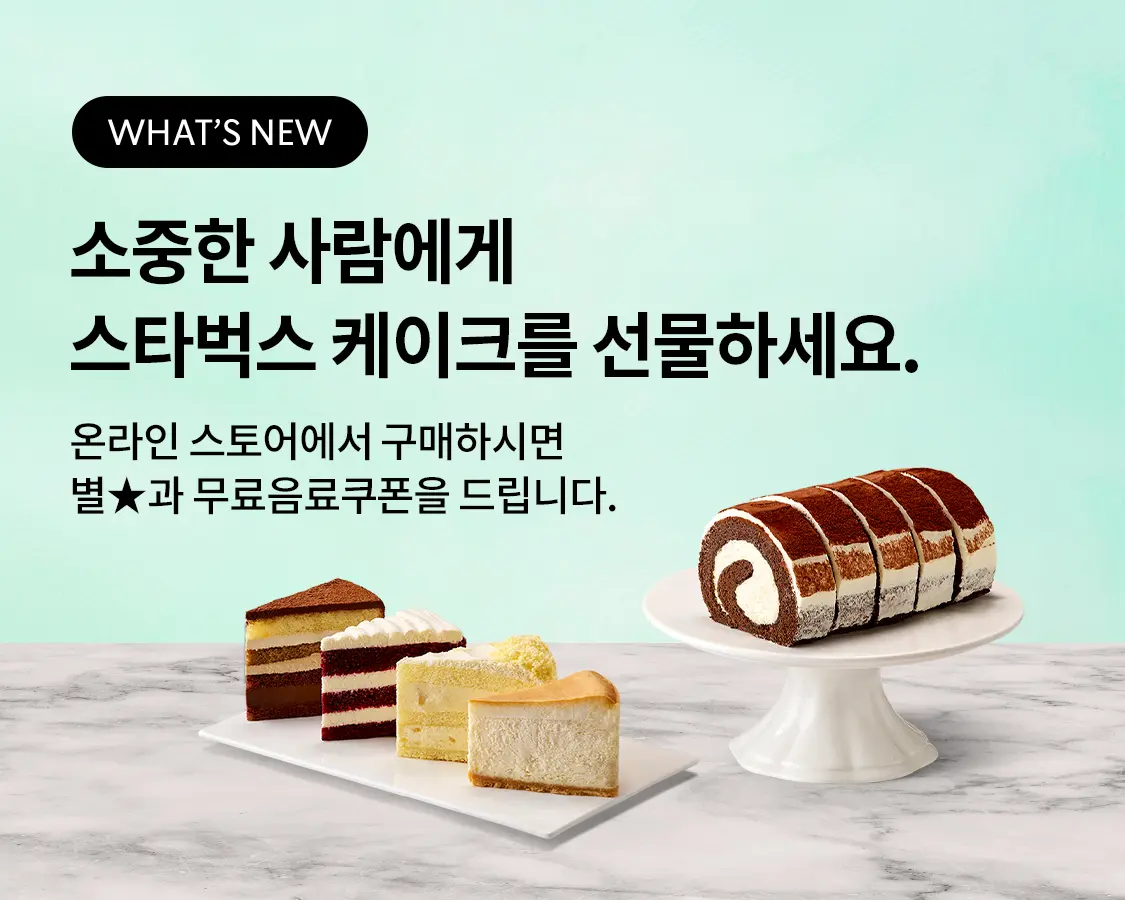 WHAT'S NEW
소중한 사람에게
스타벅스 케이크를 선물하세요.
온라인 스토어에서 구매하시면
별★과 무료음료쿠폰을 드립니다.